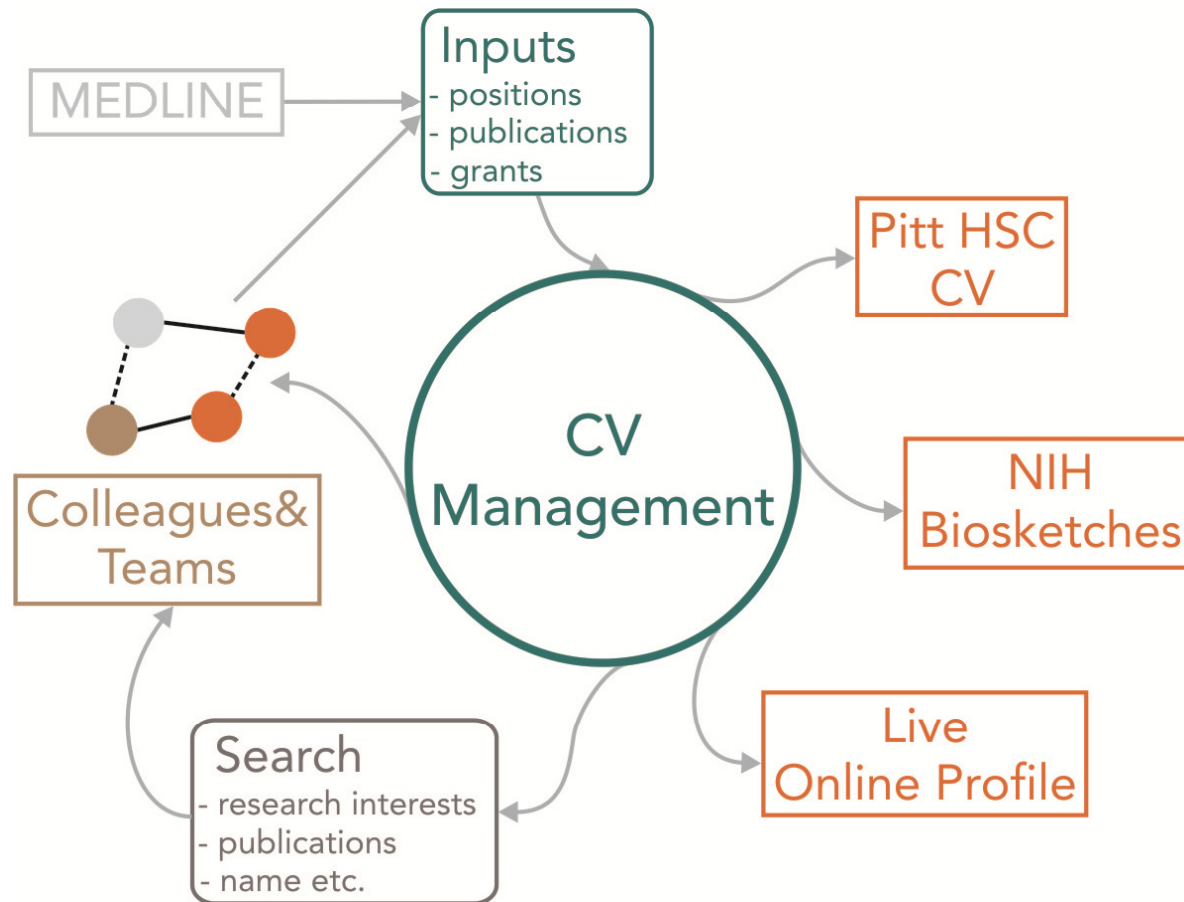 MEDLINE
Inputs
- positions
- publications
- grants
Pitt HSC
CV
CV
Management
NIH
Biosketches
Colleagues&
Teams
Live
Online Profile
Search
- research interests
- publications
- name etc.